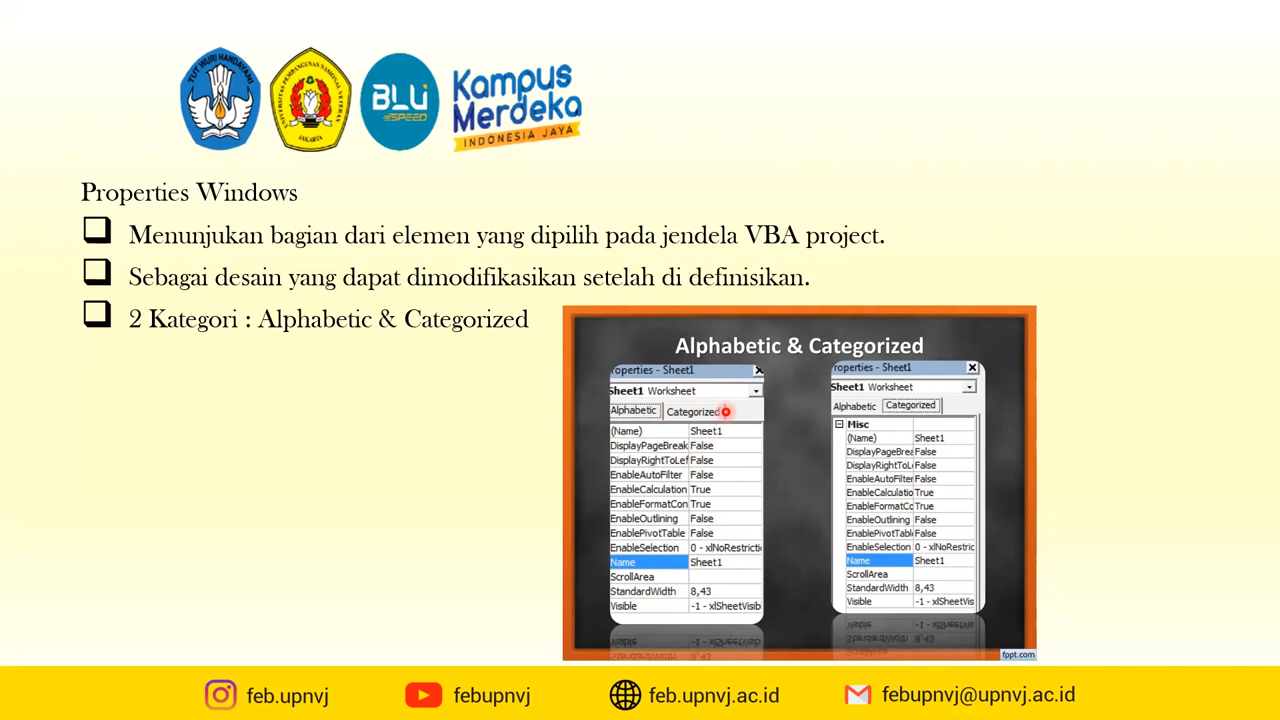 TUT WURI HANDAYANI
UNIVERSITAS PEMBANGUNAN NASIONAL VETERAN
JAKARTA
BLU
SPEED
Kampus
Merdeka
INDONESIA JAYA
Properties Windows
Menunjukan bagian dari elemen yang dipilih pada jendela VBA project.
Sebagai desain yang dapat dimodifikasikan setelah di definisikan.
2 Kategori : Alphabetic & Categorized
Alphabetic & Categorized
roperties - Sheet1
Sheet1 Worksheet
Alphabetic Categorized
(Name) Sheet1
DisplayPageBreak False
DisplayRightToLef False
EnableAutoFilter False
EnableCalculation True
EnableFormatCon True
EnableOutlining False
EnablePivotTable False
EnableSelection 0 - xlNoRestricti
Name Sheet1
ScrollArea
StandardWidth 8,43
Visible -1 - xlSheetVisib
roperties - Sheet1
Sheet1 Worksheet
Alphabetic Categorized
Misc
(Name) Sheet1
DisplayPageBrea False
DisplayRightToL False
EnableAutoFilter False
EnableCalculatio True
EnableFormatCo True
EnableOutlining False
EnablePivotTabl False
EnableSelection 0 - xlNoRestric
Name Sheet1
ScrollArea
StandardWidth 8,43
Visible -1 - xlSheetVis
fppt.com
feb.upnvj
febupnvj
feb.upnvj.ac.id
febupnvj@upnvj.ac.id